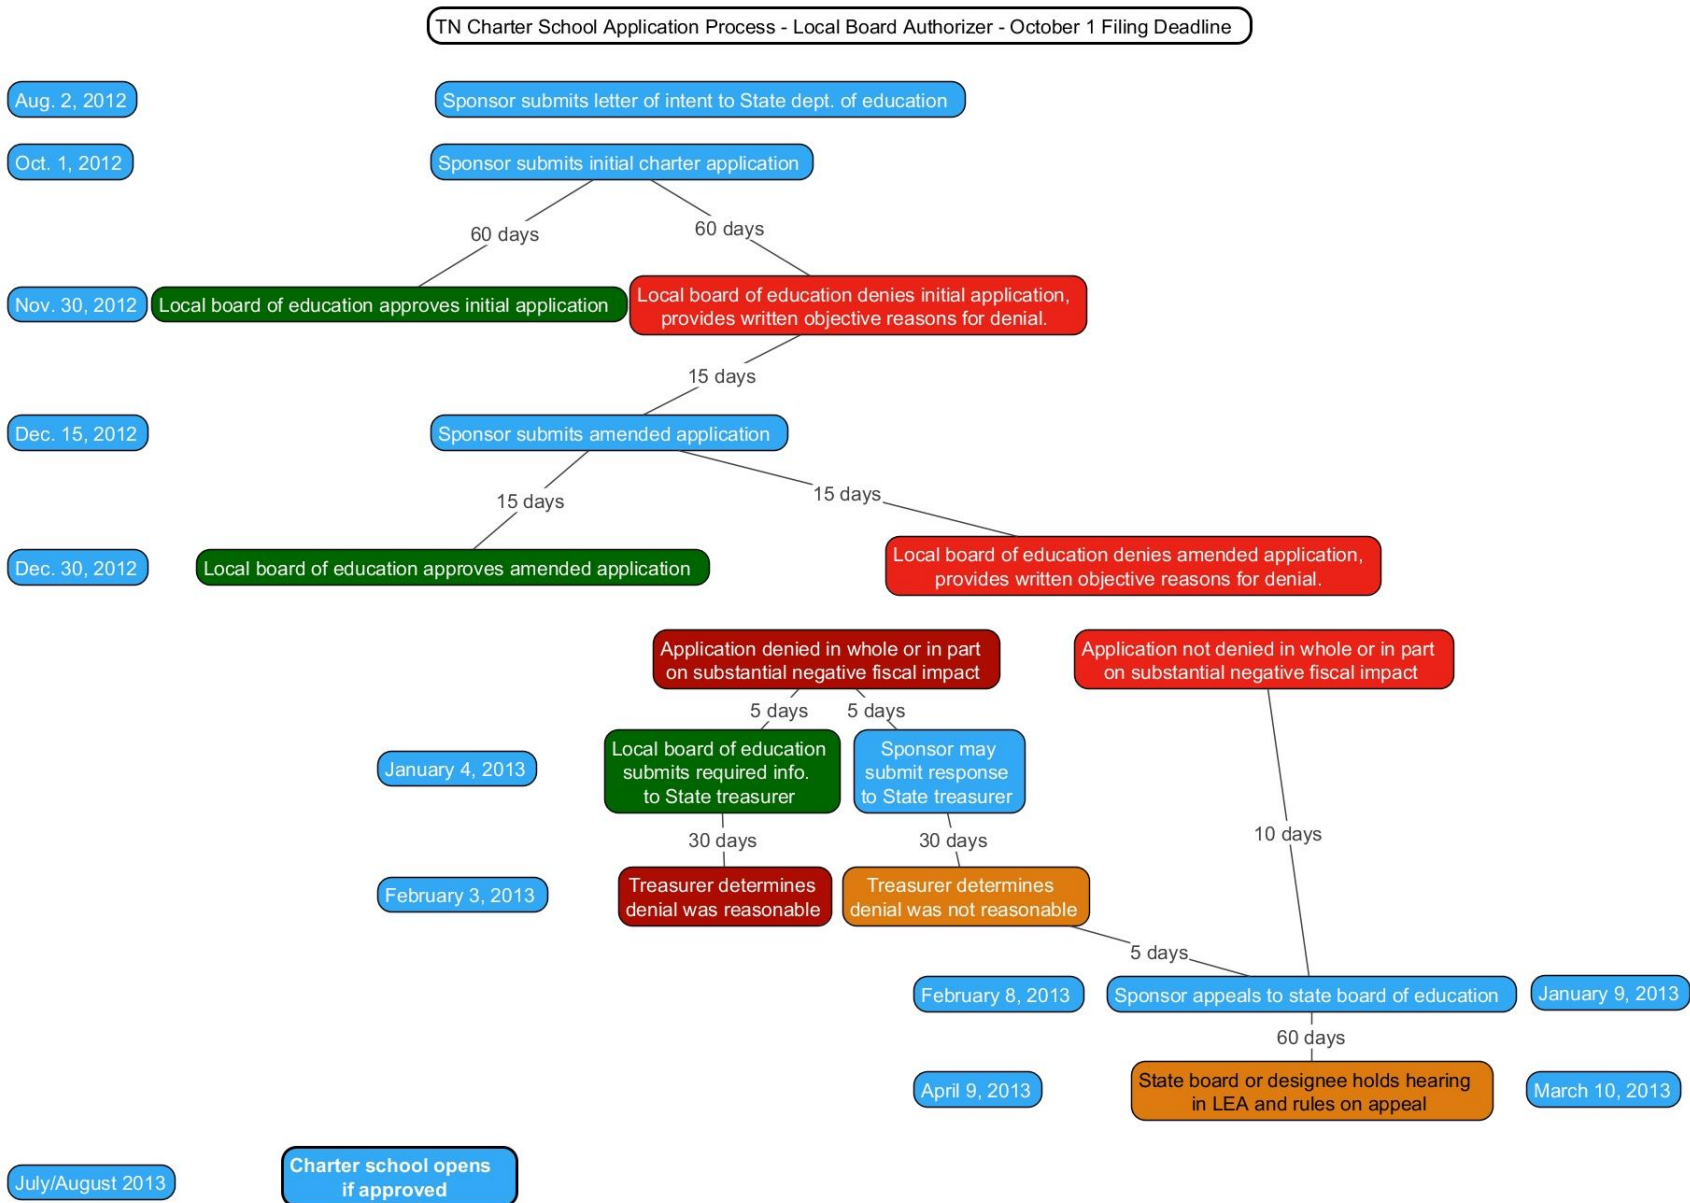 TN Charter School Application Process - Local Board Authorizer - October 1 Filing Deadline
Aug. 2, 2012
Sponsor submits letter of intent to State dept. of education
Oct. 1, 2012
Sponsor submits initial charter application
60 days
60 days
Nov. 30, 2012
Local board of education approves initial application
Local board of education denies initial application,
provides written objective reasons for denial.
15 days
Dec. 15, 2012
Sponsor submits amended application
15 days
15 days
Dec. 30, 2012
Local board of education approves amended application
Local board of education denies amended application,
provides written objective reasons for denial.
Application denied in whole or in part
on substantial negative fiscal impact
Application not denied in whole or in part
on substantial negative fiscal impact
5 days
5 days
January 4, 2013
Local board of education
submits required info.
to State treasurer
Sponsor may
submit response
to State treasurer
10 days
30 days
30 days
February 3, 2013
Treasurer determines
denial was reasonable
Treasurer determines
denial was not reasonable
5 days
February 8, 2013
Sponsor appeals to state board of education
January 9, 2013
60 days
April 9, 2013
State board or designee holds hearing
in LEA and rules on appeal
March 10, 2013
July/August 2013
Charter school opens
if approved